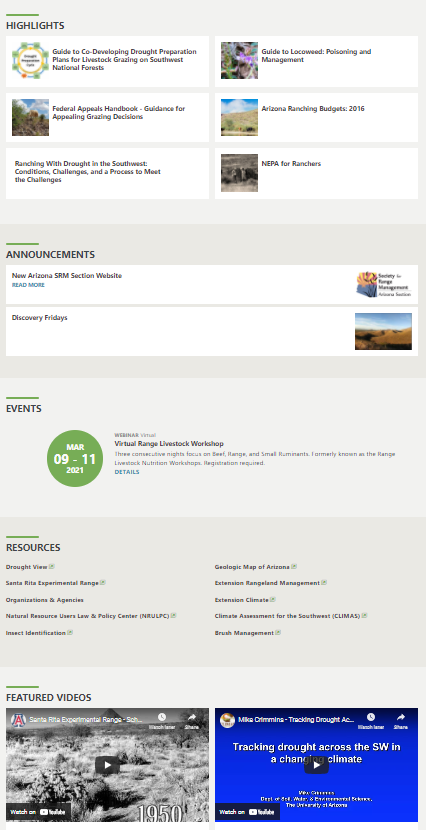 HIGHLIGHTS
Guide to Co-Developing Drought Preparation
Plans for Livestock Grazing on Southwest
National Forests
Guide to Locoweed: Poisoning and
Management
Federal Appeals Handbook - Guidance for
Appealing Grazing Decisions
Arizona Ranching Budgets: 2016
Ranching With Drought in the Southwest:
Conditions, Challenges, and a Process to Meet
the Challenges
NEPA for Ranchers
ANNOUNCEMENTS
New Arizona SRM Section Website
READ MORE
Society for
Range
Management
Arizona Section
Discovery Fridays
EVENTS
MAR
09 - 11
2021
WEBINAR Virtual
Virtual Range Livestock Workshop
Three consecutive nights focus on Beef, Range, and Small Ruminants. Formerly known as the Range
Livestock Nutrition Workshops. Registration required.
DETAILS
RESOURCES
Drought View
Geologic Map of Arizona
Santa Rita Experimental Range
Extension Rangeland Management
Organizations & Agencies
Extension Climate
Natural Resource Users Law & Policy Center (NRULPC)
Climate Assessment for the Southwest (CLIMAS)
Insect Identification
Brush Management
FEATURED VIDEOS
Santa Rita Experimental Range - Sch...
Watch later
Share
1950
Watch on YouTube
Mike Crimmins - Tracking Drought Ac...
Watch later
Share
Tracking drought across the SW in
a changing climate
Mike Crimmins
Dept. of Soil, Water, & Environmental Science,
The University of Arizona
Watch on YouTube